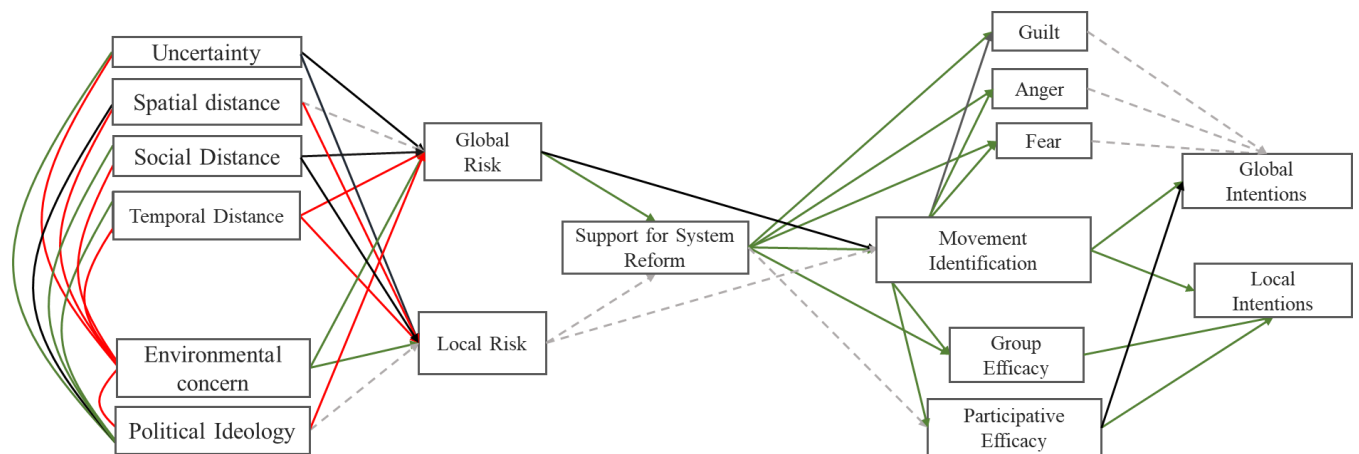 Uncertainty
Spatial distance
Social Distance
Temporal Distance
Environmental
concern
Political Ideology
Global
Risk
Local Risk
Support for System
Reform
Guilt
Anger
Fear
Movement
Identification
Group
Efficacy
Participative
Efficacy
Global
Intentions
Local
Intentions